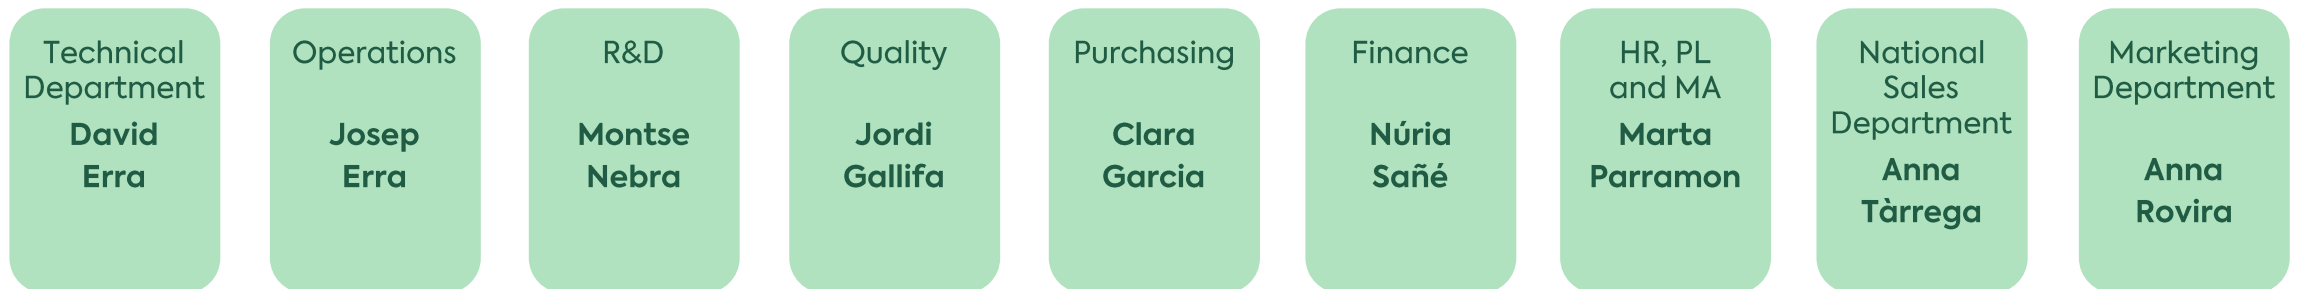 Technical
Department
David
Erra
Operations
Josep
Erra
R&D
Montse
Nebra
Quality
Jordi
Gallifa
Purchasing
Clara
Garcia
Finance
Núria
Sañé
HR, PL
and MA
Marta
Parramon
National
Sales
Department
Anna
Tàrrega
Marketing
Department
Anna
Rovira